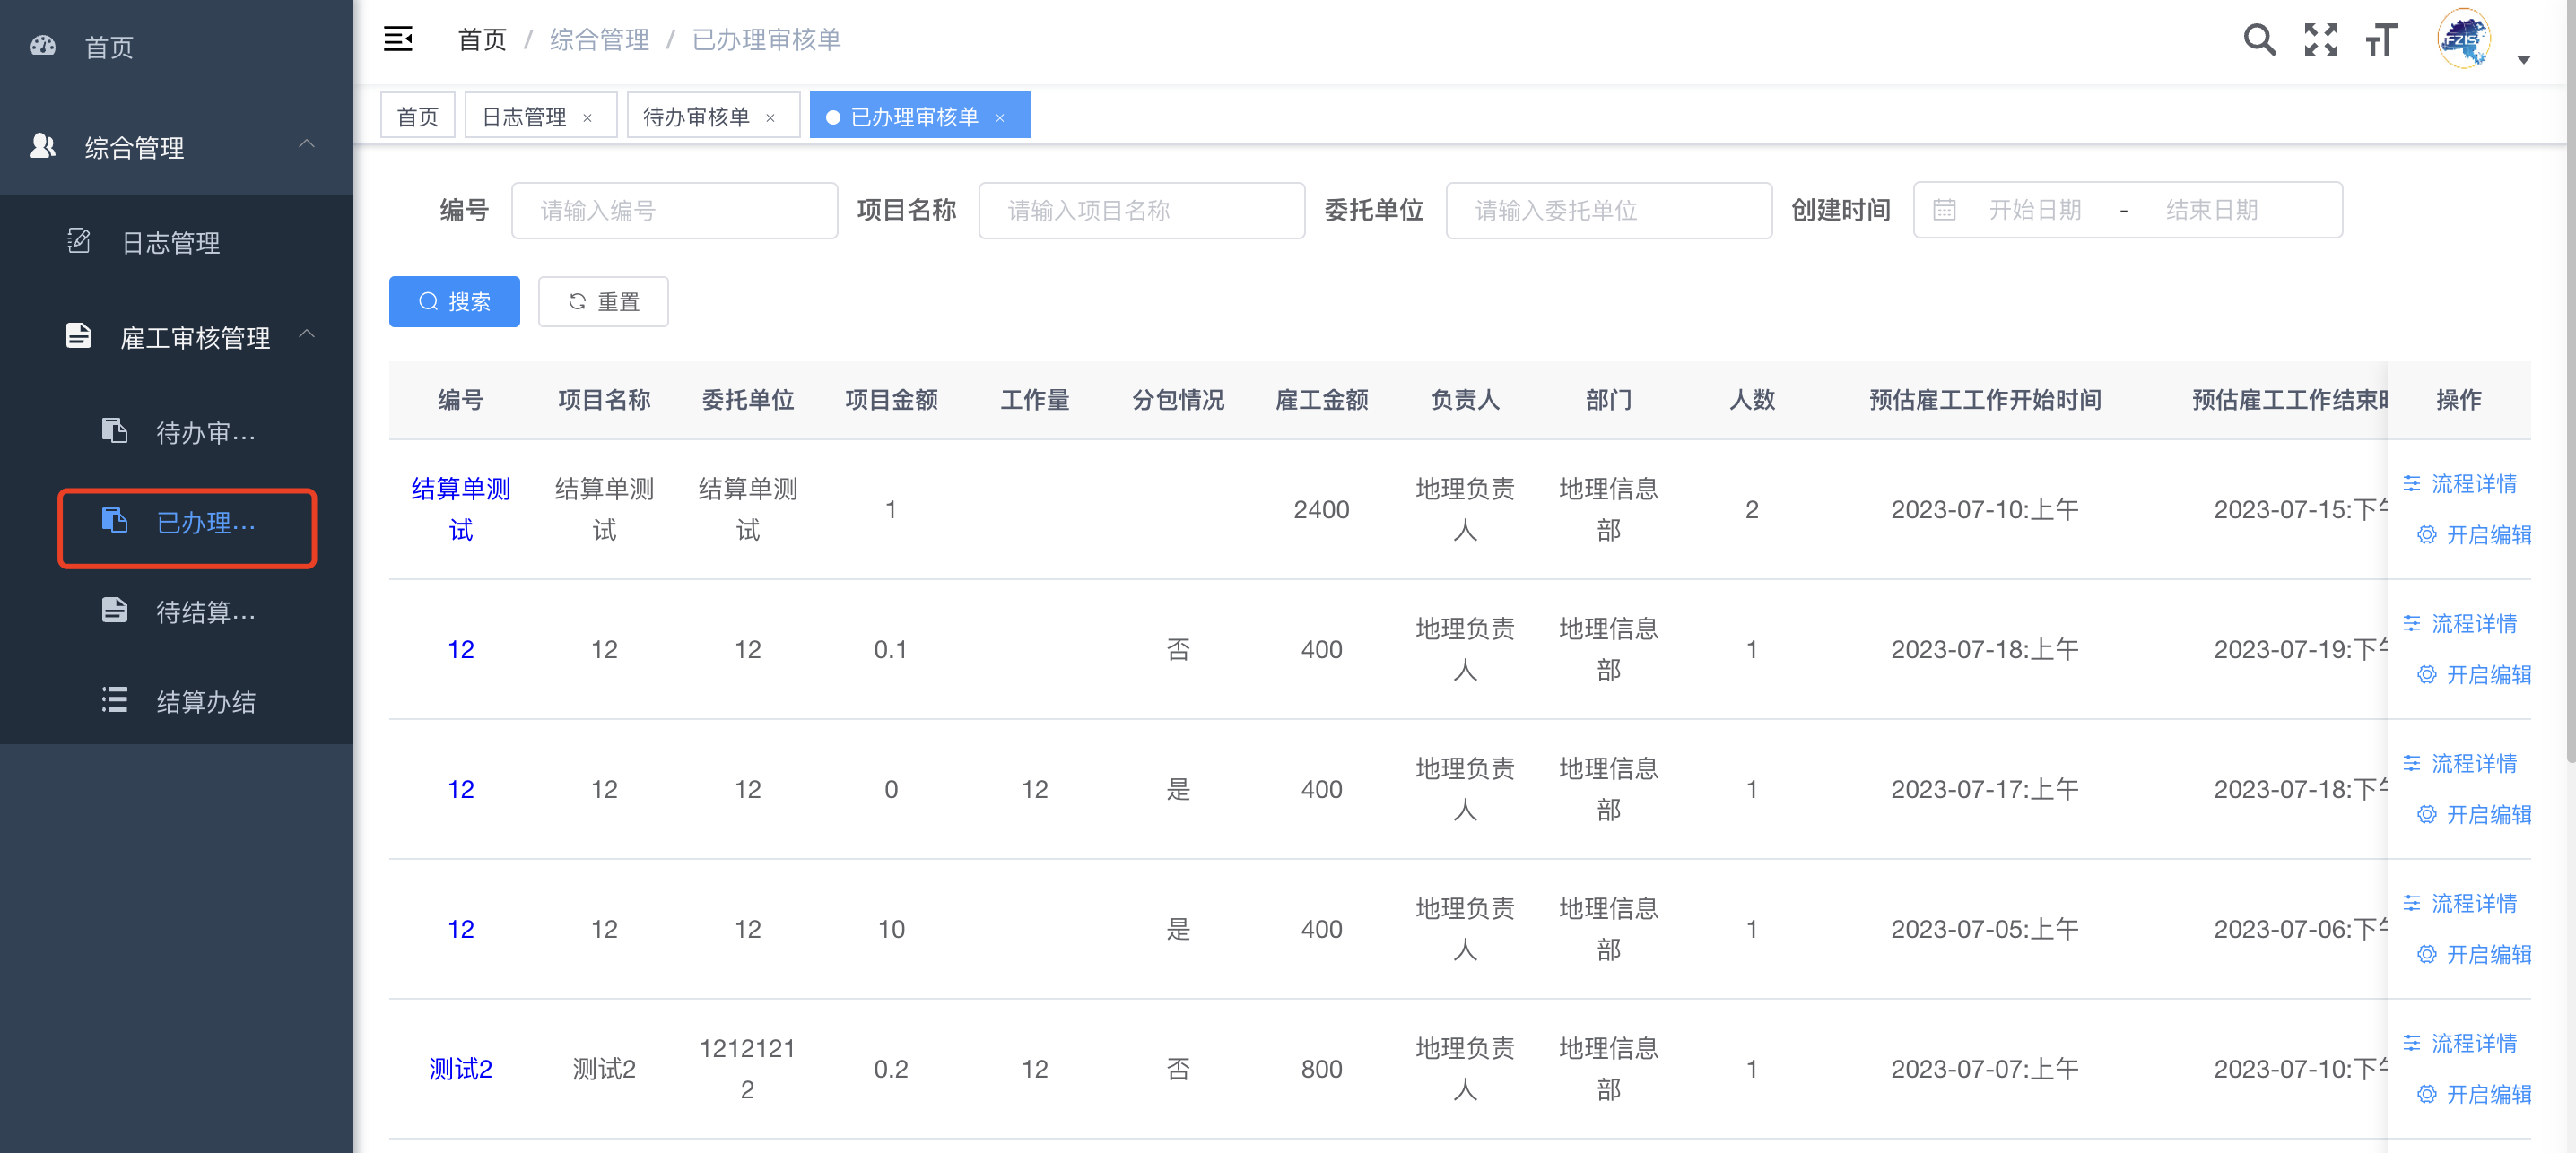 首页
综合管理
日志管理
雇工审核管理
待办审...
已办理...
待结算...
结算办结
首页 / 综合管理 / 已办理审核单
FZIS
首页 日志管理 × 待办审核单 × 已办理审核单 ×
编号 请输入编号 项目名称 请输入项目名称 委托单位 请输入委托单位 创建时间 开始日期 - 结束日期
搜索 重置
编号 项目名称 委托单位 项目金额 工作量 分包情况 雇工金额 负责人 部门 人数 预估雇工工作开始时间 预估雇工工作结束 操作
结算单测 结算单测 结算单测 地理负责 地理信息 流程详情
1 2400 2 2023-07-10:上午 2023-07-15:下
试 试 试 人 部 开启编辑
地理负责 地理信息 流程详情
12 12 12 0.1 否 400 1 2023-07-18:上午 2023-07-19:下
人 部 开启编辑
地理负责 地理信息 流程详情
12 12 12 0 12 是 400 1 2023-07-17:上午 2023-07-18:下
人 部 开启编辑
地理负责 地理信息 流程详情
12 12 12 10 是 400 1 2023-07-05:上午 2023-07-06:下
人 部 开启编辑
1212121 地理负责 地理信息 流程详情
测试2 测试2 0.2 12 否 800 1 2023-07-07:上午 2023-07-10:下
2 人 部 开启编辑